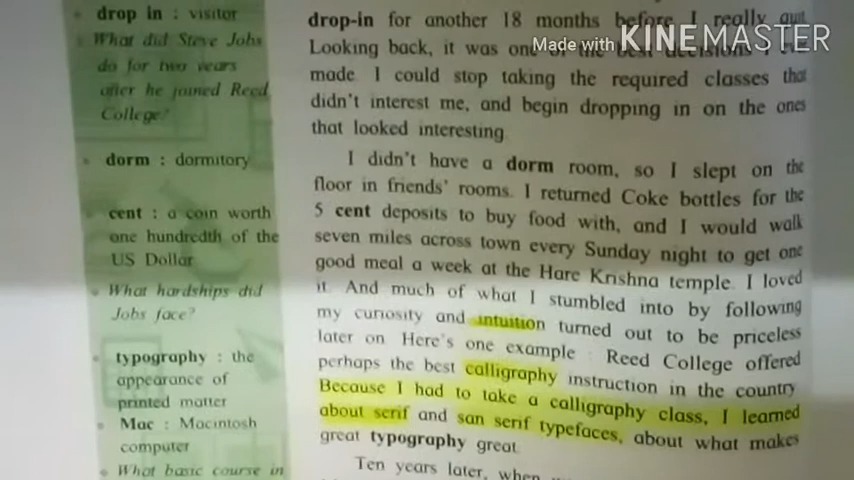 drop in : visitor
What did Steve Jobs
do for two years
after he joined Reed
College?
dorm : dormitory
cent : a coin worth
one hundredth of the
US Dollar
What hardships did
Jobs face?
typography : the
appearance of
printed matter
Mac : Macintosh
computer
What basic course in
drop-in for another 18 months before I really quit
Looking back, it was one of the best decisions I ever
made. I could stop taking the required classes that
didn't interest me, and begin dropping in on the ones
that looked interesting.
I didn't have a dorm room, so I slept on the
floor in friends' rooms. I returned Coke bottles for the
5 cent deposits to buy food with, and I would walk
seven miles across town every Sunday night to get one
good meal a week at the Hare Krishna temple. I loved
it. And much of what I stumbled into by following
my curiosity and intuition turned out to be priceless
later on. Here's one example : Reed College offered
perhaps the best calligraphy instruction in the country
Because I had to take a calligraphy class, I learned
about serif and san serif typefaces, about what makes
great typography great.
Ten years later, when
Made with KINEMASTER